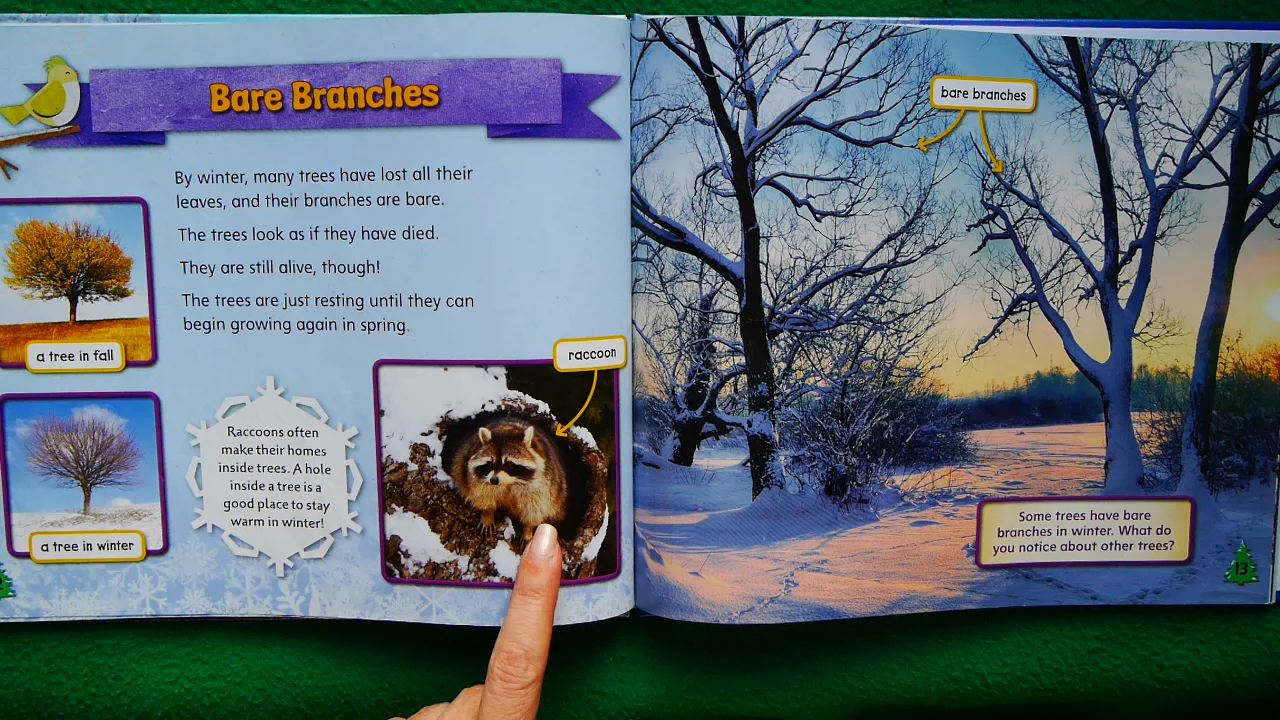 Bare Branches
By winter, many trees have lost all their
leaves, and their branches are bare.
The trees look as if they have died.
They are still alive, though!
The trees are just resting until they can
begin growing again in spring.
a tree in fall
a tree in winter
Raccoons often
make their homes
inside trees. A hole
inside a tree is a
good place to stay
warm in winter!
raccoon
bare branches
Some trees have bare
branches in winter. What do
you notice about other trees?
13